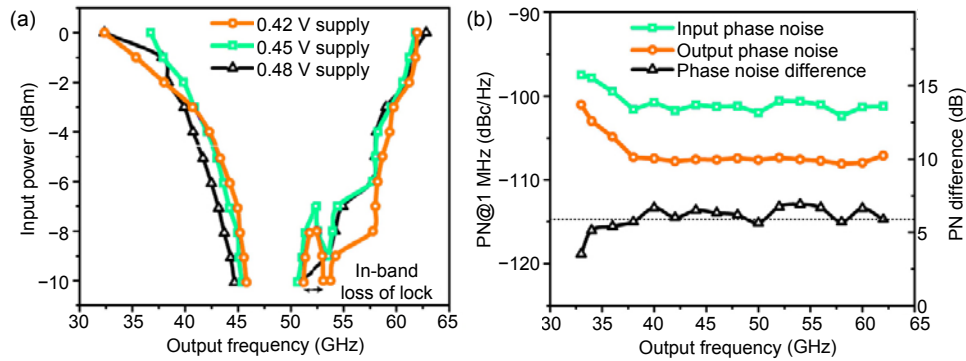 (a)
0.42 V supply
0.45 V supply
0.48 V supply
Input power (dBm)
0
−2
−4
−6
−8
−10
In-band
loss of lock
30 35 40 45 50 55 60 65
Output frequency (GHz)
(b)
Input phase noise
Output phase noise
Phase noise difference
PN@1 MHz (dBc/Hz)
−90
−100
−110
−120
15
10
5
0
PN difference (dB)
30 35 40 45 50 55 60 65
Output frequency (GHz)